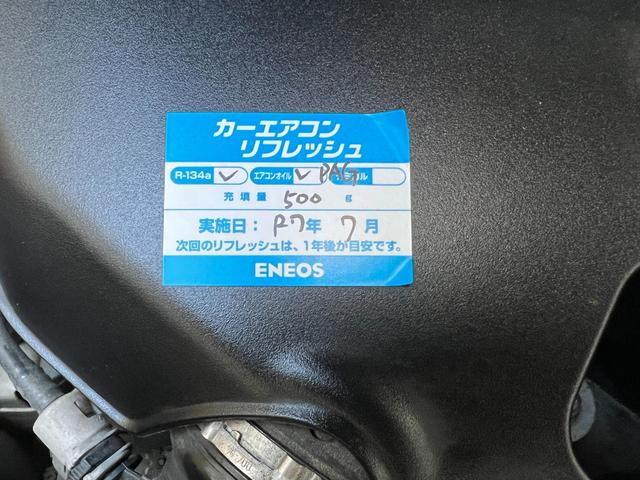 カーエアコン
リフレッシュ
R-134a ✓ エアコンオイル ✓ PAG
充填量 500 g
実施日: R7年 7月
次回のリフレッシュは、1年後が目安です。
ENEOS